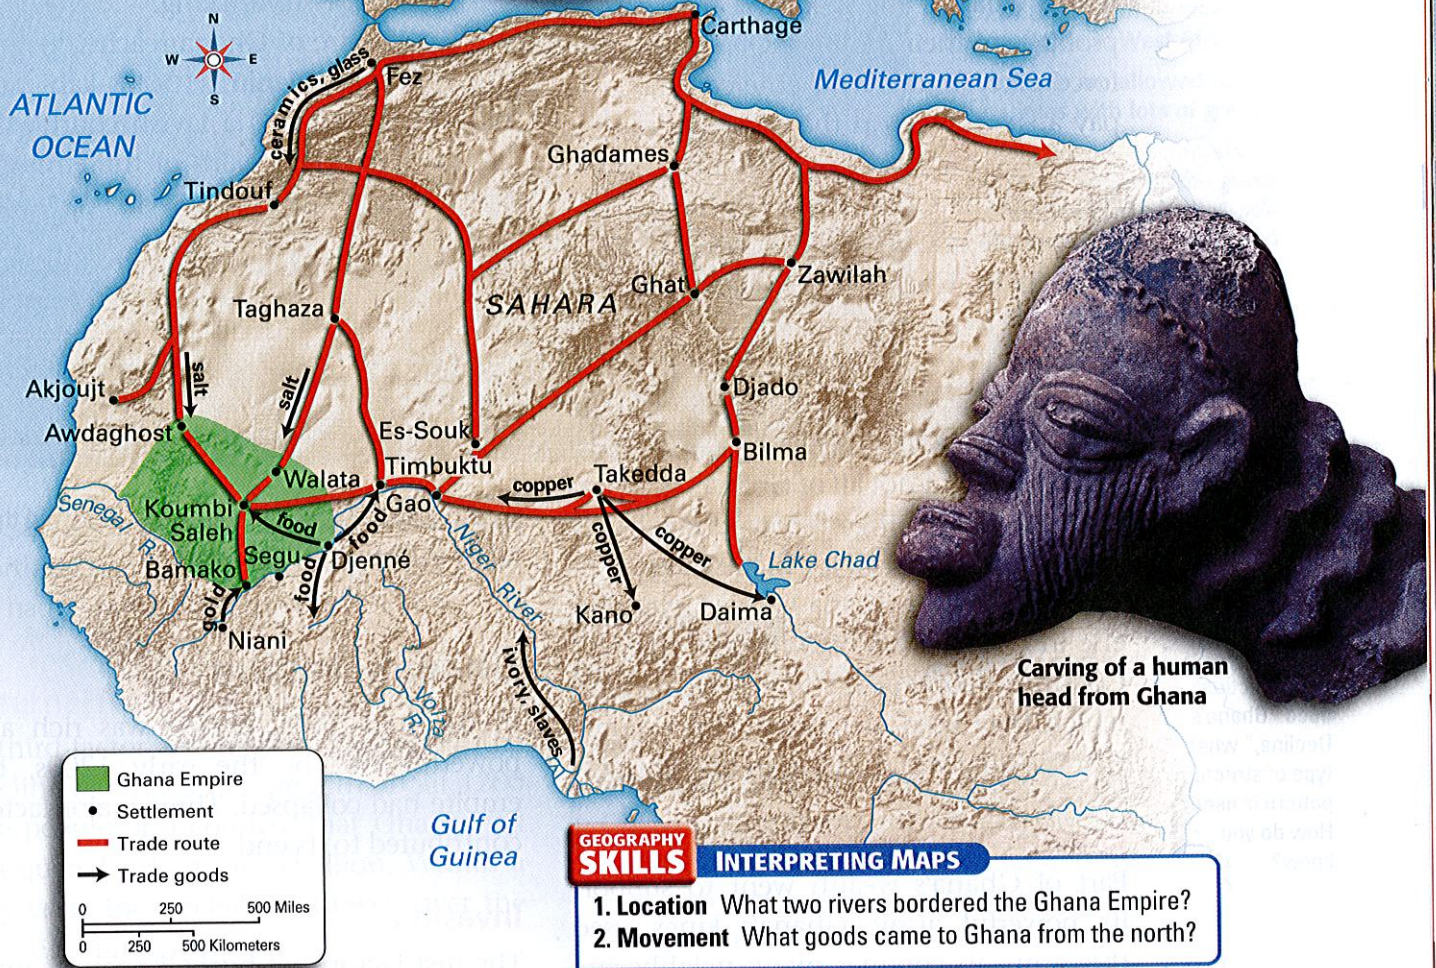 N
W E
S
Carthage
Mediterranean Sea
ATLANTIC
OCEAN
ceramics, glass
Fez
Ghadames
Tindouf
Ghat
Zawilah
SAHARA
Taghaza
salt
salt
Akjoujt
Djado
Awdaghost
Es-Souk
Bilma
Walata
Timbuktu
Takedda
copper
Senegal R.
Koumbi
Saleh
Gao
food
food
food
copper
copper
Segu
Djenné
Bamako
Niger River
Lake Chad
gold
Kano
Daima
Niani
ivory, slaves
Volta
R.
Carving of a human
head from Ghana
Ghana Empire
Settlement
Trade route
Trade goods
0 250 500 Miles
0 250 500 Kilometers
Gulf of
Guinea
GEOGRAPHY
SKILLS INTERPRETING MAPS
1. Location What two rivers bordered the Ghana Empire?
2. Movement What goods came to Ghana from the north?